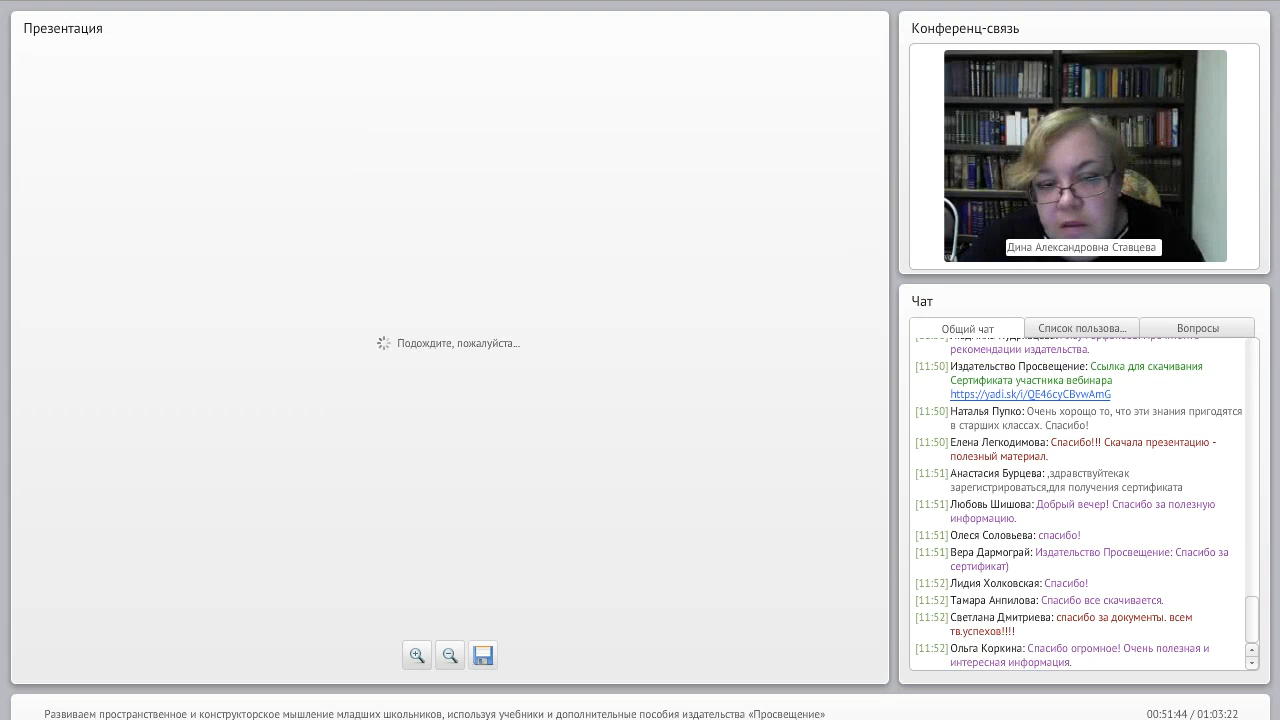 Презентация
Подождите, пожалуйста...
Конференц-связь
Дина Александровна Ставцева
Чат
Общий чат
Список пользова...
Вопросы
рекомендации издательства.
[11:50] Издательство Просвещение: Ссылка для скачивания
Сертификата участника вебинара
https://yadi.sk/i/QE46cyCBvwAmG
[11:50] Наталья Пупко: Очень хорощо то, что эти знания пригодятся
в старших классах. Спасибо!
[11:50] Елена Легкодимова: Спасибо!!! Скачала презентацию -
полезный материал.
[11:51] Анастасия Бурцева: ,здравствуйтекак
зарегистрироваться,для получения сертификата
[11:51] Любовь Шишова: Добрый вечер! Спасибо за полезную
информацию.
[11:51] Олеся Соловьева: спасибо!
[11:51] Вера Дармограй: Издательство Просвещение: Спасибо за
сертификат)
[11:52] Лидия Холковская: Спасибо!
[11:52] Тамара Анпилова: Спасибо все скачивается.
[11:52] Светлана Дмитриева: спасибо за документы. всем
тв.успехов!!!!
[11:52] Ольга Коркина: Спасибо огромное! Очень полезная и
интересная информация.
Развиваем пространственное и конструкторское мышление младших школьников, используя учебники и дополнительные пособия издательства «Просвещение»
00:51:44 / 01:03:22